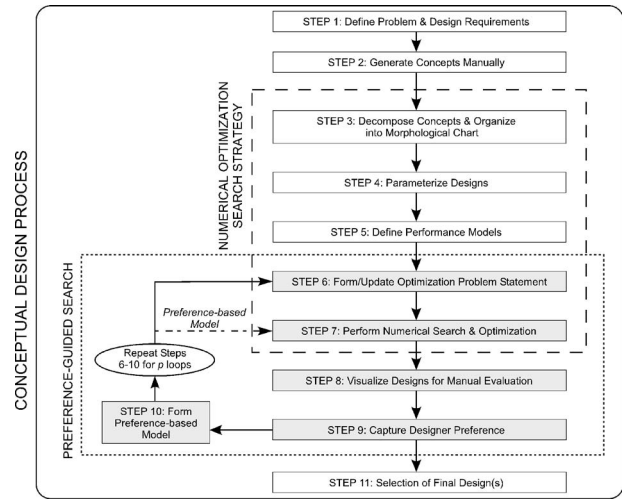 CONCEPTUAL DESIGN PROCESS
STEP 1: Define Problem & Design Requirements
STEP 2: Generate Concepts Manually
NUMERICAL OPTIMIZATION
SEARCH STRATEGY
STEP 3: Decompose Concepts & Organize
into Morphological Chart
STEP 4: Parameterize Designs
STEP 5: Define Performance Models
PREFERENCE-GUIDED SEARCH
STEP 6: Form/Update Optimization Problem Statement
Preference-based
Model
STEP 7: Perform Numerical Search & Optimization
Repeat Steps
6-10 for p loops
STEP 8: Visualize Designs for Manual Evaluation
STEP 10: Form
Preference-based
Model
STEP 9: Capture Designer Preference
STEP 11: Selection of Final Design(s)